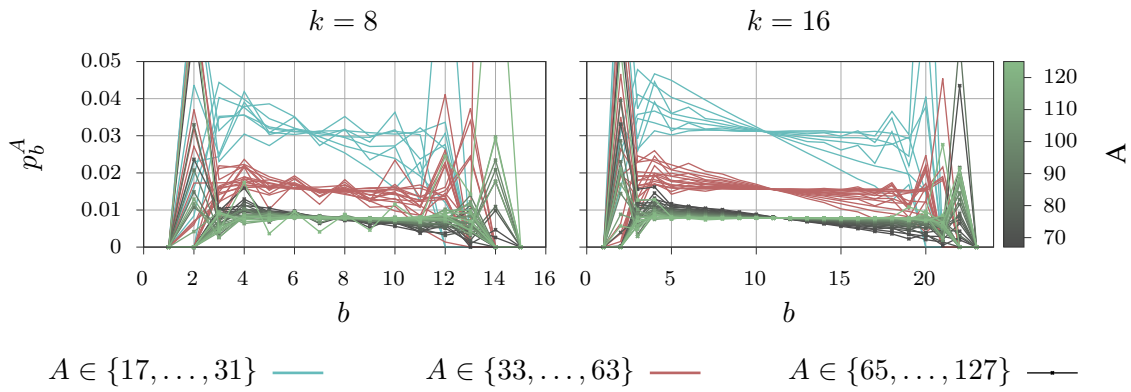 k = 8 k = 16
0.05
0.04
0.03
0.02
0.01
0
p_b^A
0 2 4 6 8 10 12 14 16
b
0 5 10 15 20
b
120
110
100
90
80
70
A
A ∈ {17, . . . , 31} A ∈ {33, . . . , 63} A ∈ {65, . . . , 127}